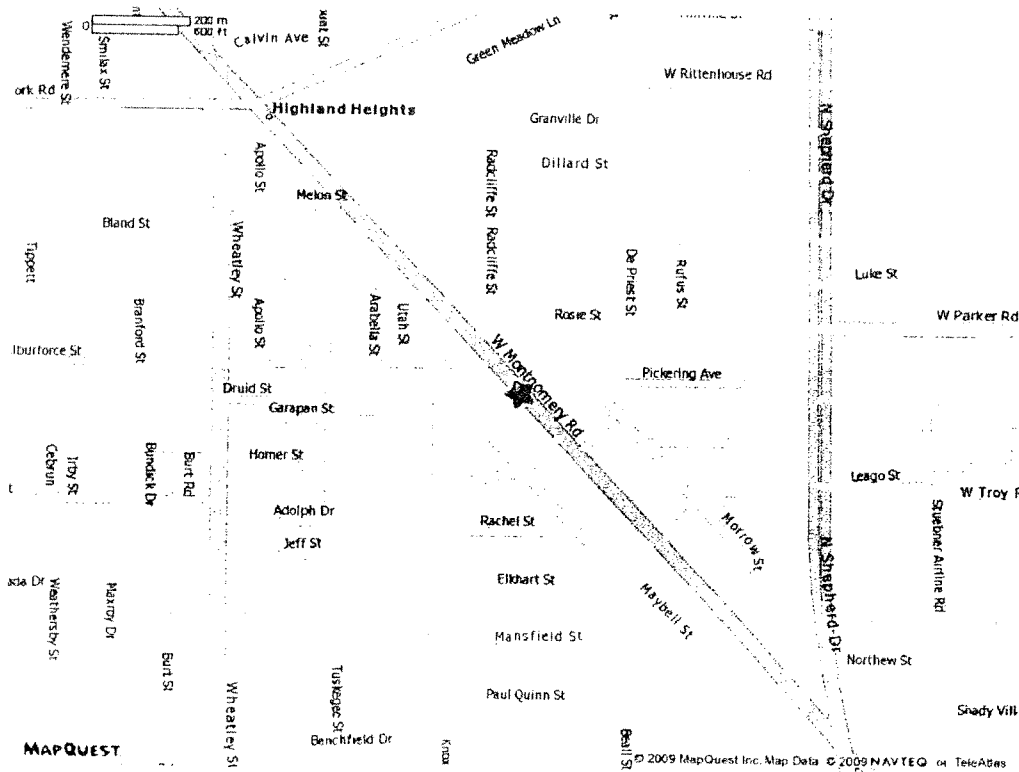 0
200 m
600 ft
Wendemere St
Smilax St
Calvin Ave
Green Meadow Ln
W Rittenhouse Rd
ork Rd
Highland Heights
Granville Dr
N Shepherd Dr
Apollo St
Dillard St
Radcliffe St
Melon St
Bland St
Wheatley St
Radcliffe St
Tippett
De Priest St
Rufus St
Luke St
Branford St
Apollo St
Arabella St
Utah St
Rosie St
W Parker Rd
lburforce St
W Montgomery Rd
Pickering Ave
Druid St
Garapan St
Homer St
Cebrun
Irby St
Bundick Dr
Burt Rd
Leago St
t
W Troy
Adolph Dr
Rachel St
Morrow St
Stuebner Airline Rd
Jeff St
N Shepherd Dr
Elkhart St
Weathersby St
Maxroy Dr
Maybell St
Mansfield St
Burt St
Northew St
Wheatley St
Tuskegee St
Paul Quinn St
Shady Vill
Benchfield Dr
Knox
Beall St
MAPQUEST
© 2009 MapQuest Inc. Map Data © 2009 NAVTEQ or TeleAtlas